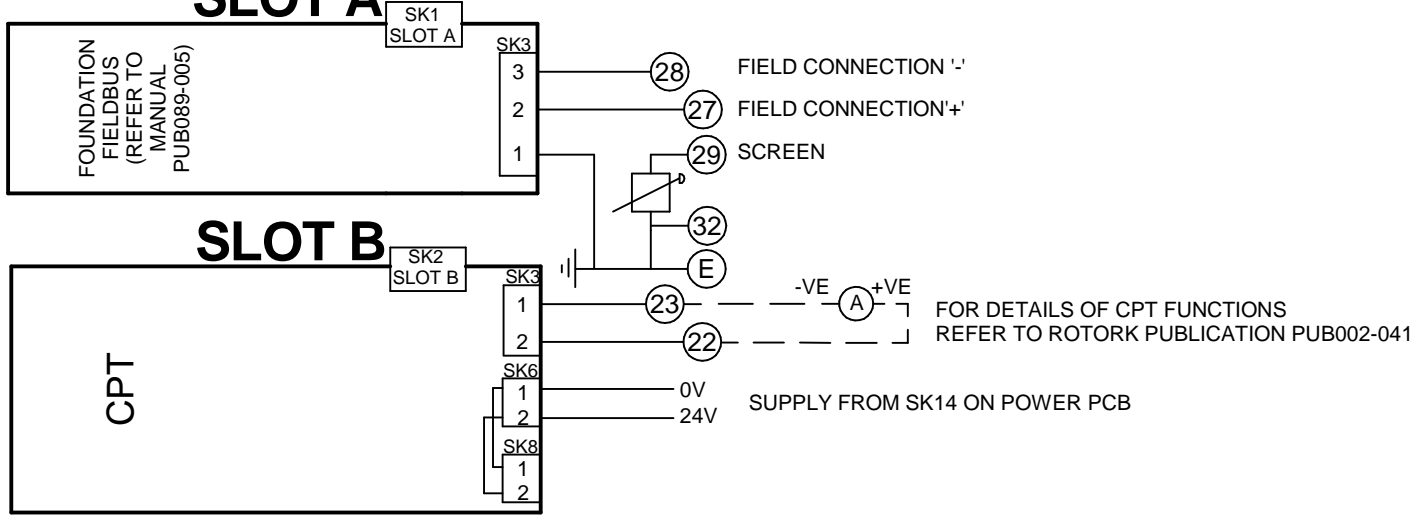 SLOT A
SK1
SLOT A
FOUNDATION
FIELDBUS
(REFER TO
MANUAL
PUB089-005)
SK3
3
2
1
28
FIELD CONNECTION '-'
27
FIELD CONNECTION'+'
29
SCREEN
D
32
E
SLOT B
SK2
SLOT B
CPT
SK3
1
2
23
-VE
A
+VE
22
FOR DETAILS OF CPT FUNCTIONS
REFER TO ROTORK PUBLICATION PUB002-041
SK6
1
2
0V
24V
SUPPLY FROM SK14 ON POWER PCB
SK8
1
2